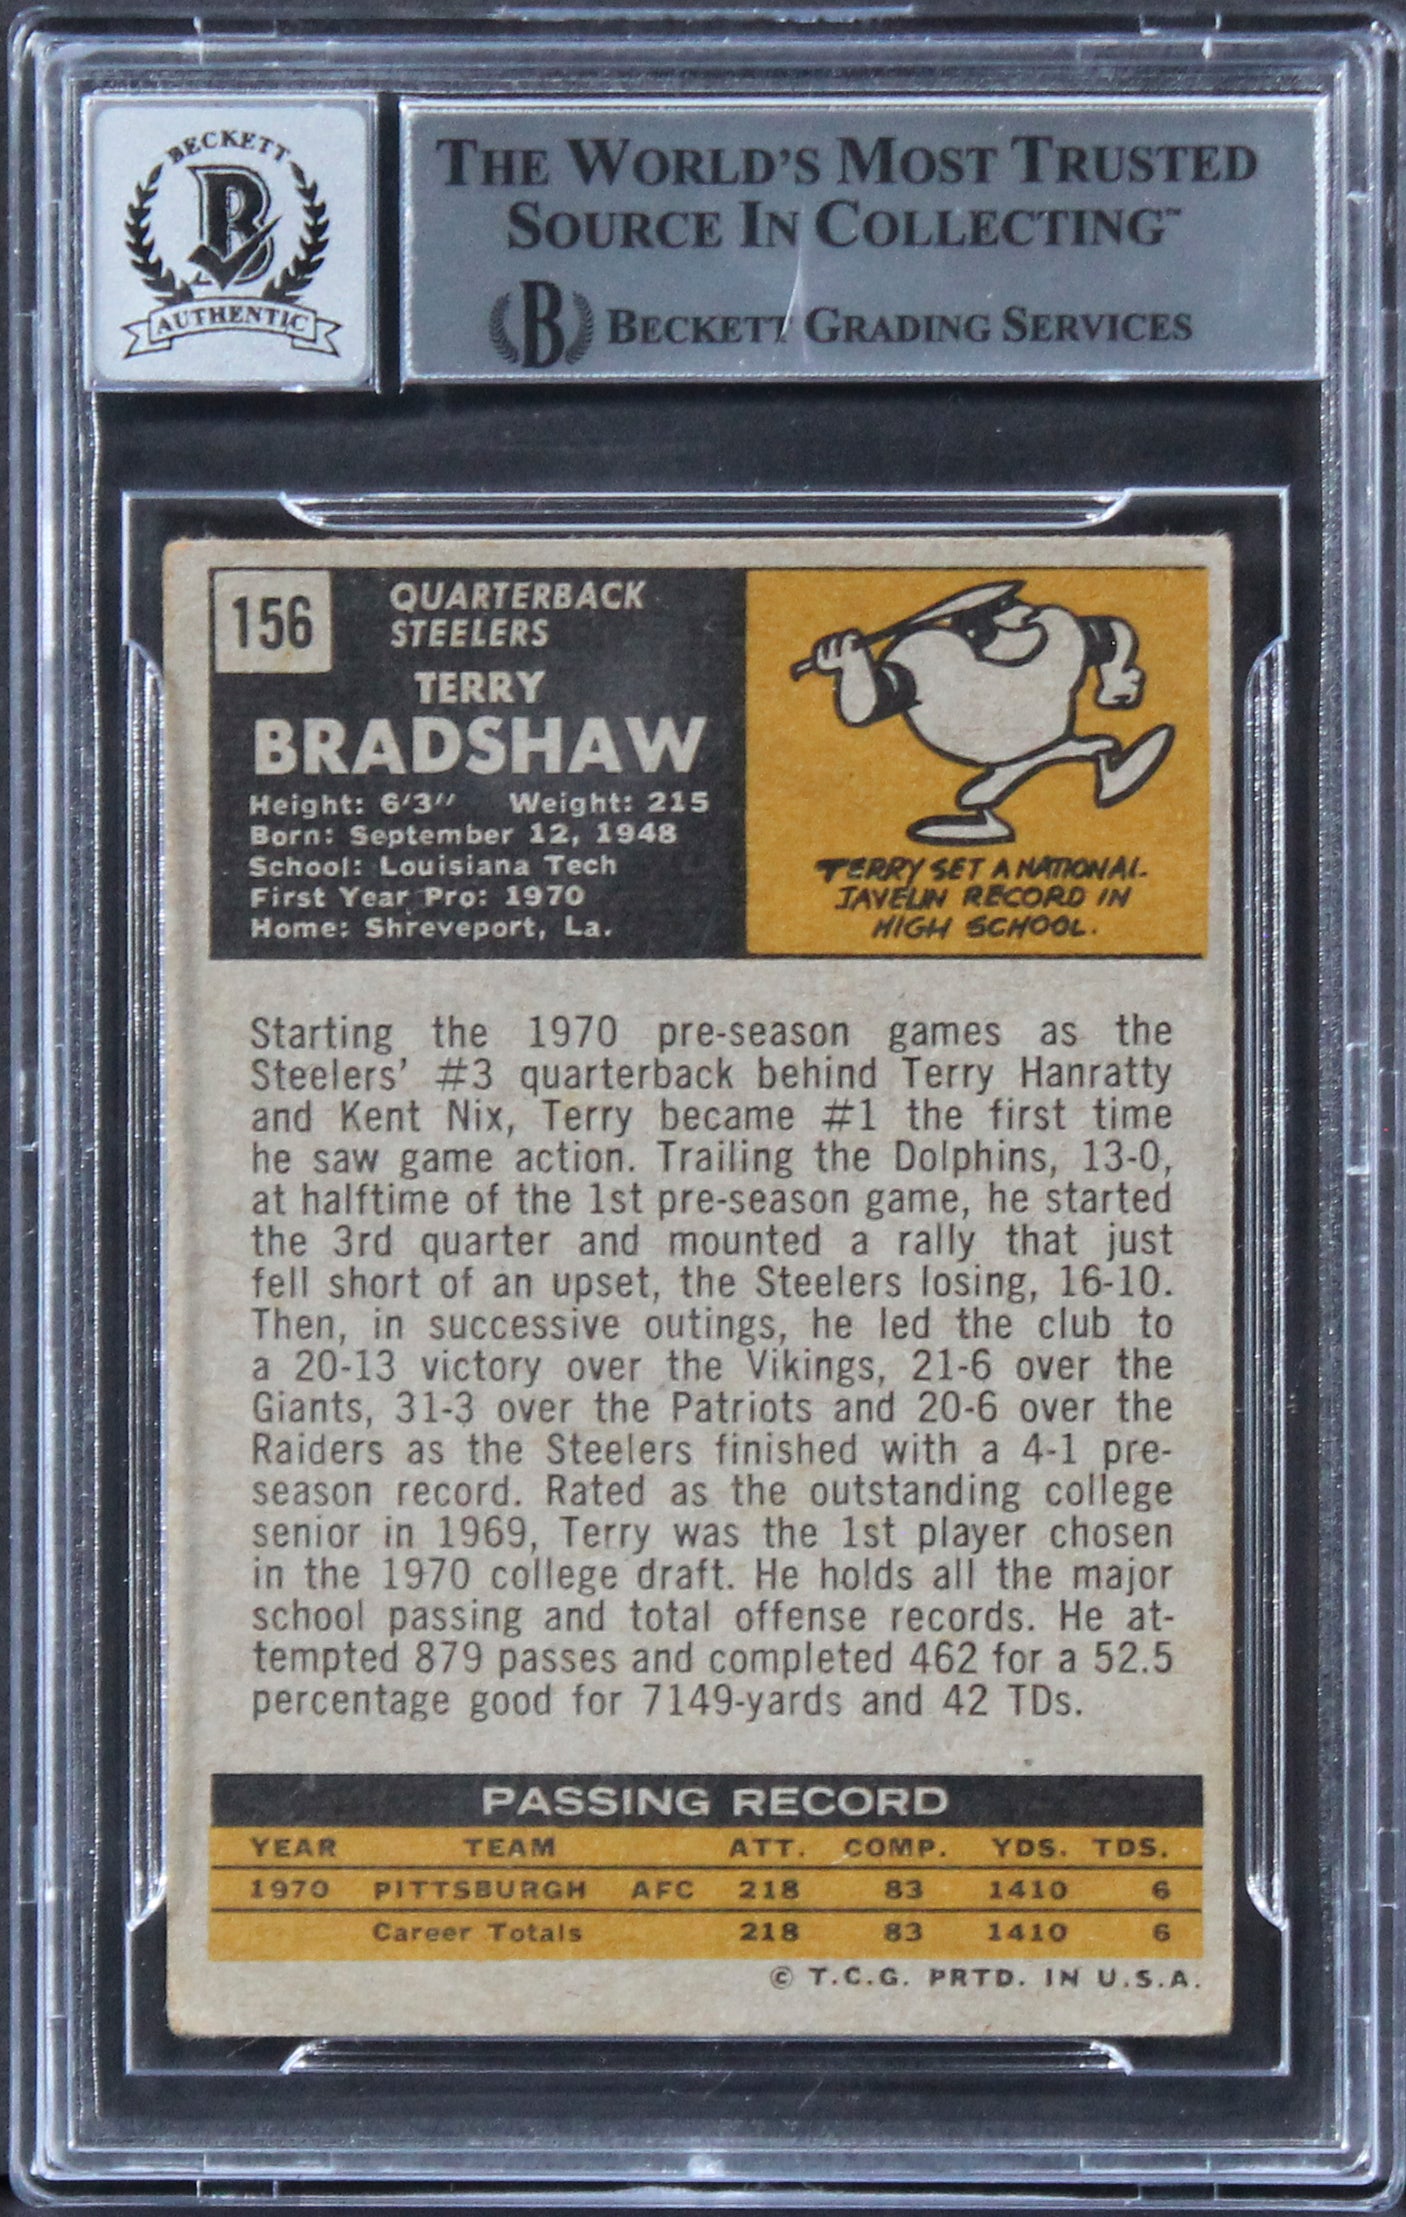 BECKETT
B
AUTHENTIC
THE WORLD'S MOST TRUSTED
SOURCE IN COLLECTING™
B BECKETT GRADING SERVICES
156
QUARTERBACK
STEELERS
TERRY
BRADSHAW
Height: 6'3" Weight: 215
Born: September 12, 1948
School: Louisiana Tech
First Year Pro: 1970
Home: Shreveport, La.
TERRY SET A NATIONAL
JAVELIN RECORD IN
HIGH SCHOOL.
Starting the 1970 pre-season games as the
Steelers' #3 quarterback behind Terry Hanratty
and Kent Nix, Terry became #1 the first time
he saw game action. Trailing the Dolphins, 13-0,
at halftime of the 1st pre-season game, he started
the 3rd quarter and mounted a rally that just
fell short of an upset, the Steelers losing, 16-10.
Then, in successive outings, he led the club to
a 20-13 victory over the Vikings, 21-6 over the
Giants, 31-3 over the Patriots and 20-6 over the
Raiders as the Steelers finished with a 4-1 pre-
season record. Rated as the outstanding college
senior in 1969, Terry was the 1st player chosen
in the 1970 college draft. He holds all the major
school passing and total offense records. He at-
tempted 879 passes and completed 462 for a 52.5
percentage good for 7149-yards and 42 TDs.
PASSING RECORD
YEAR TEAM ATT. COMP. YDS. TDS.
1970 PITTSBURGH AFC 218 83 1410 6
Career Totals 218 83 1410 6
© T.C.G. PRTD. IN U.S.A.